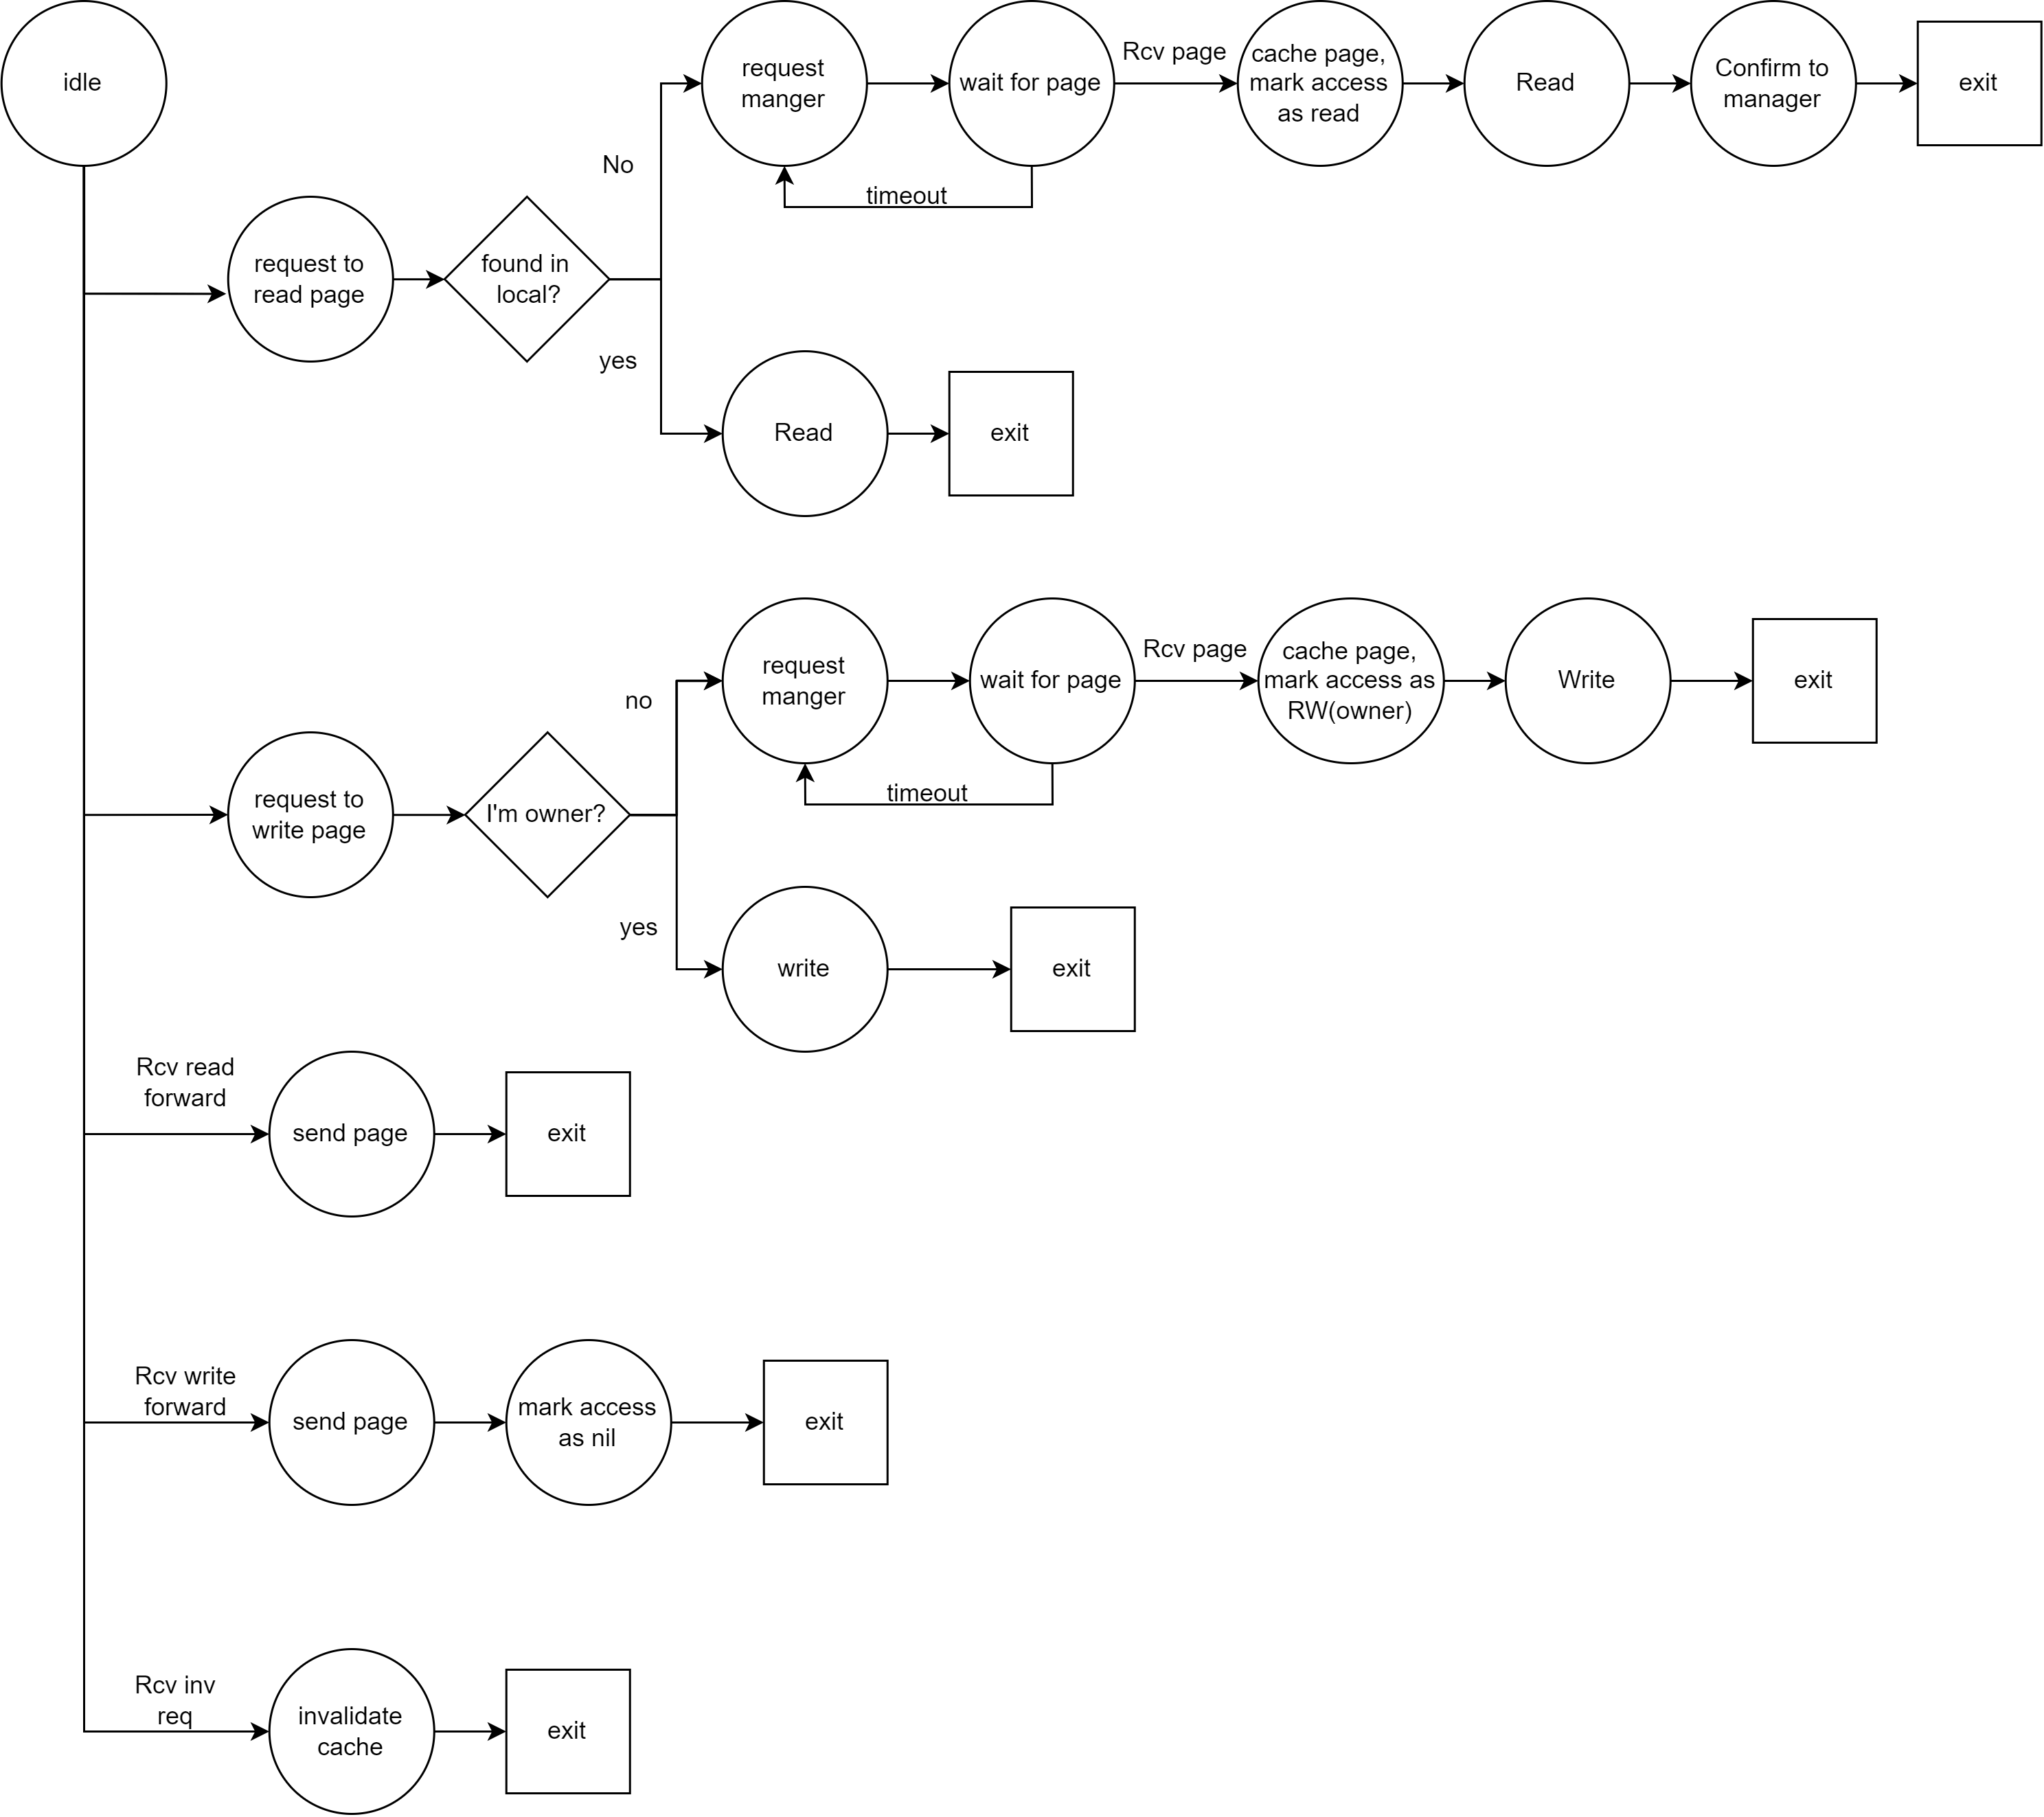 idle
request to
read page
found in
local?
No
yes
request
manger
wait for page
timeout
Rcv page
cache page,
mark access
as read
Read
Confirm to
manager
exit
Read
exit
request to
write page
I'm owner?
no
yes
request
manger
wait for page
timeout
Rcv page
cache page,
mark access as
RW(owner)
Write
exit
write
exit
Rcv read
forward
send page
exit
Rcv write
forward
send page
mark access
as nil
exit
Rcv inv
req
invalidate
cache
exit